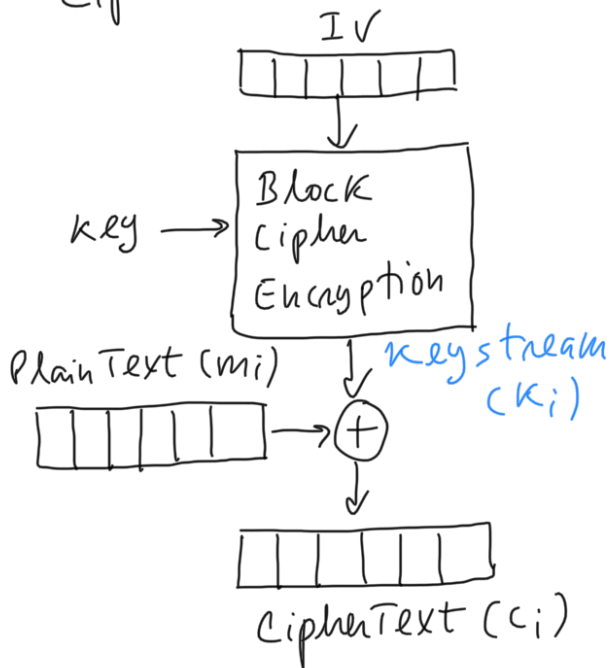 IV
Block
key
Cipher
Encryption
Keystream
PlainText (mi)
(Ki)
CipherText (Ci)